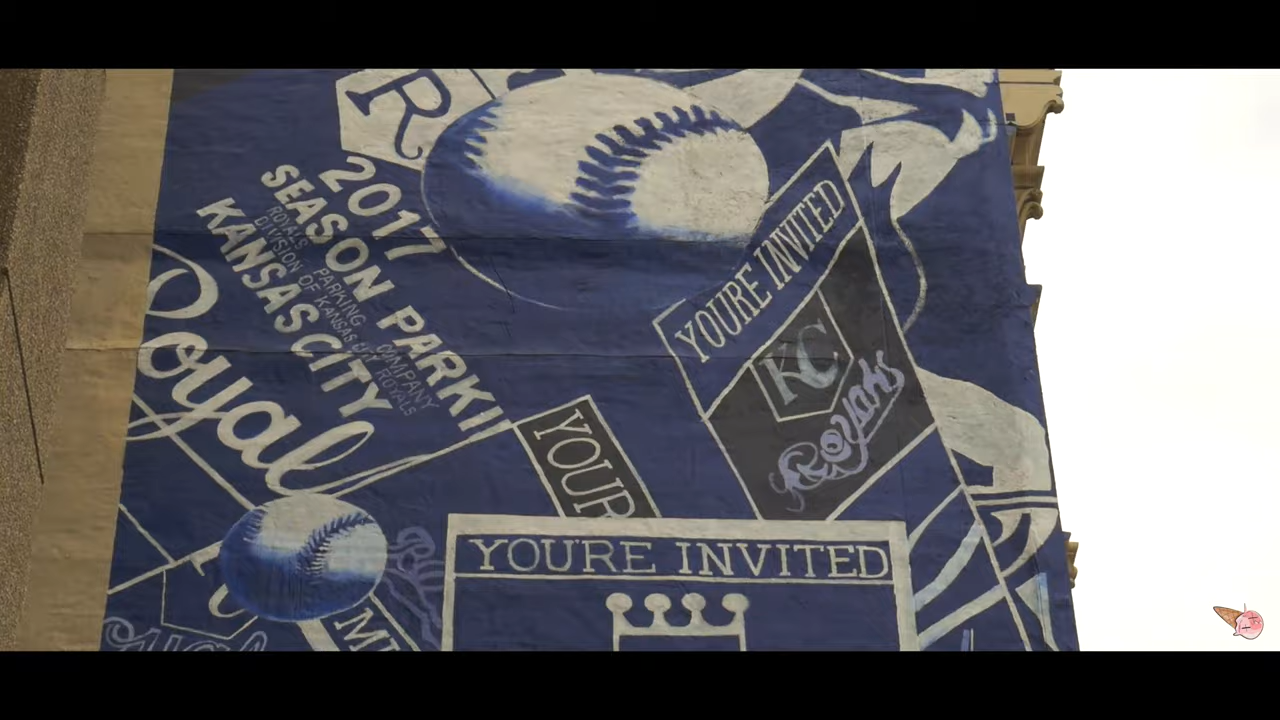 R
2017
SEASON PARKI
ROYALS PARKING COMPANY
DIVISION OF KANSAS CITY ROYALS
KANSAS CITY
Royal
YOURE INVITED
KC
Royals
YOUR
YOU'RE INVITED